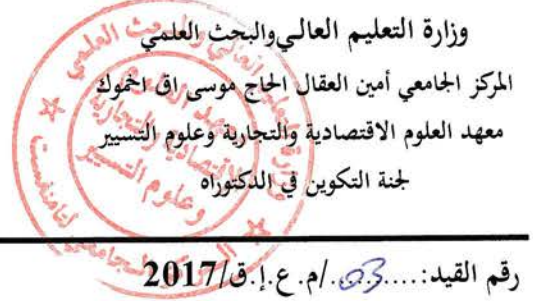 وزارة التعليم العالي والبحث العلمي
المركز الجامعي أمين العقال الحاج موسى اق اخموك
معهد العلوم الاقتصادية والتجارية وعلوم التسيير
لجنة التكوين في الدكتوراه
رقم القيد:....03..../م.ع.إ.ق/2017